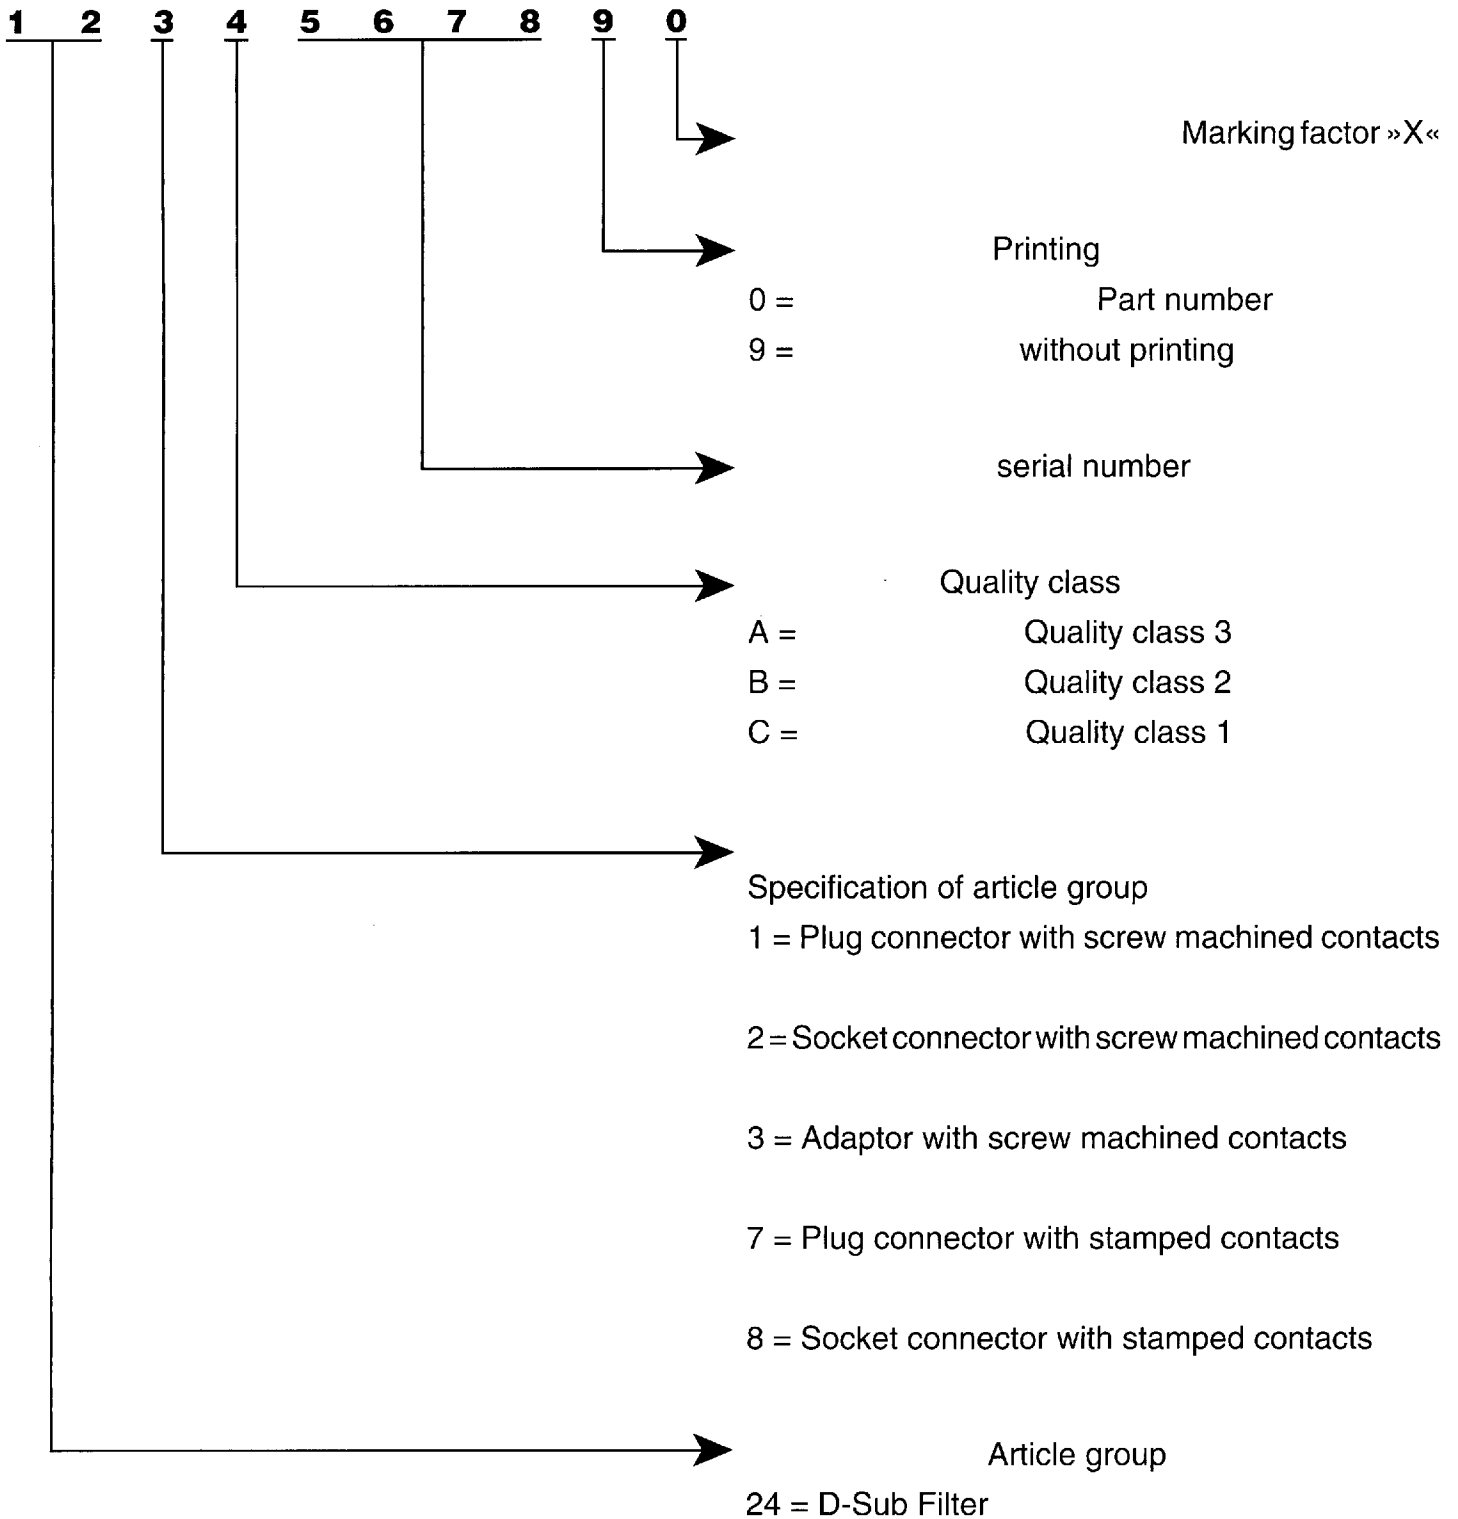 1 2 3 4 5 6 7 8 9 0
Marking factor »X«
Printing
0 = Part number
9 = without printing
serial number
Quality class
A = Quality class 3
B = Quality class 2
C = Quality class 1
Specification of article group
1 = Plug connector with screw machined contacts
2 = Socket connector with screw machined contacts
3 = Adaptor with screw machined contacts
7 = Plug connector with stamped contacts
8 = Socket connector with stamped contacts
Article group
24 = D-Sub Filter